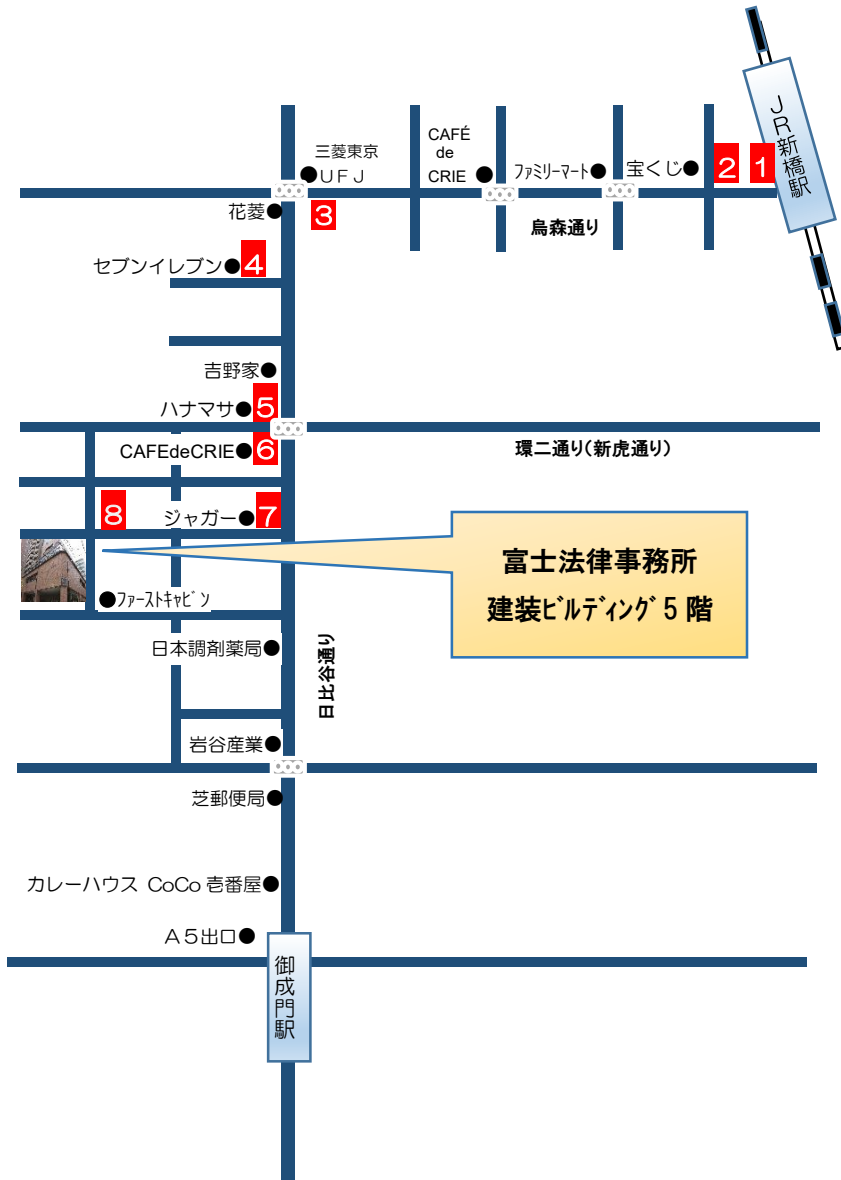 JR新橋駅
三菱東京
UFJ
CAFÉ
de
CRIE
ﾌｧﾐﾘｰﾏｰﾄ
宝くじ
2
1
花菱
3
烏森通り
セブンイレブン
4
吉野家
ハナマサ
5
CAFEdeCRIE
6
環二通り(新虎通り)
8
ジャガー
7
富士法律事務所
建装ﾋﾞﾙﾃﾞｨﾝｸﾞ 5 階
ﾌｧｰｽﾄｷｬﾋﾞﾝ
日本調剤薬局
日比谷通り
岩谷産業
芝郵便局
カレーハウス CoCo 壱番屋
A5出口
御成門駅